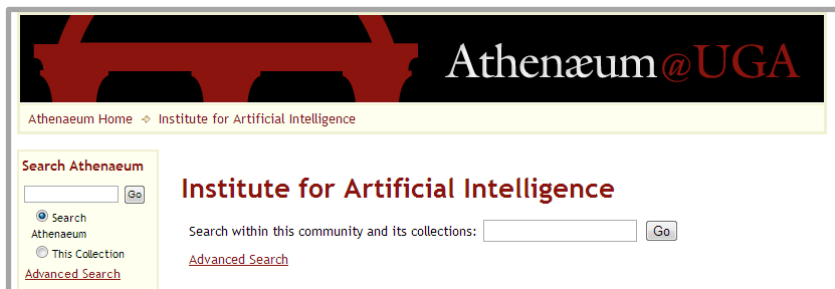 Athenæum@UGA
Athenaeum Home Institute for Artificial Intelligence
Search Athenaeum
Go
Search
Athenaeum
This Collection
Advanced Search
Institute for Artificial Intelligence
Search within this community and its collections: Go
Advanced Search